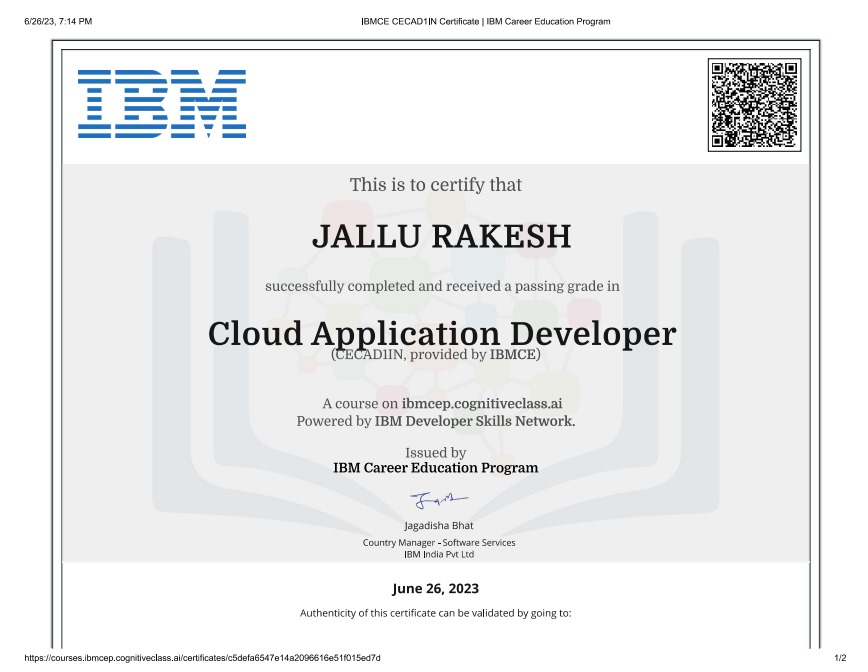 6/26/23, 7:14 PM
IBMCE CECAD1IN Certificate | IBM Career Education Program
IBM
This is to certify that
JALLU RAKESH
successfully completed and received a passing grade in
Cloud Application Developer
(CECAD1IN, provided by IBMCE)
A course on ibmcep.cognitiveclass.ai
Powered by IBM Developer Skills Network.
Issued by
IBM Career Education Program
Jagadisha Bhat
Country Manager - Software Services
IBM India Pvt Ltd
June 26, 2023
Authenticity of this certificate can be validated by going to:
https://courses.ibmcep.cognitiveclass.ai/certificates/c5defa6547e14a2096616e51f015ed7d
1/2